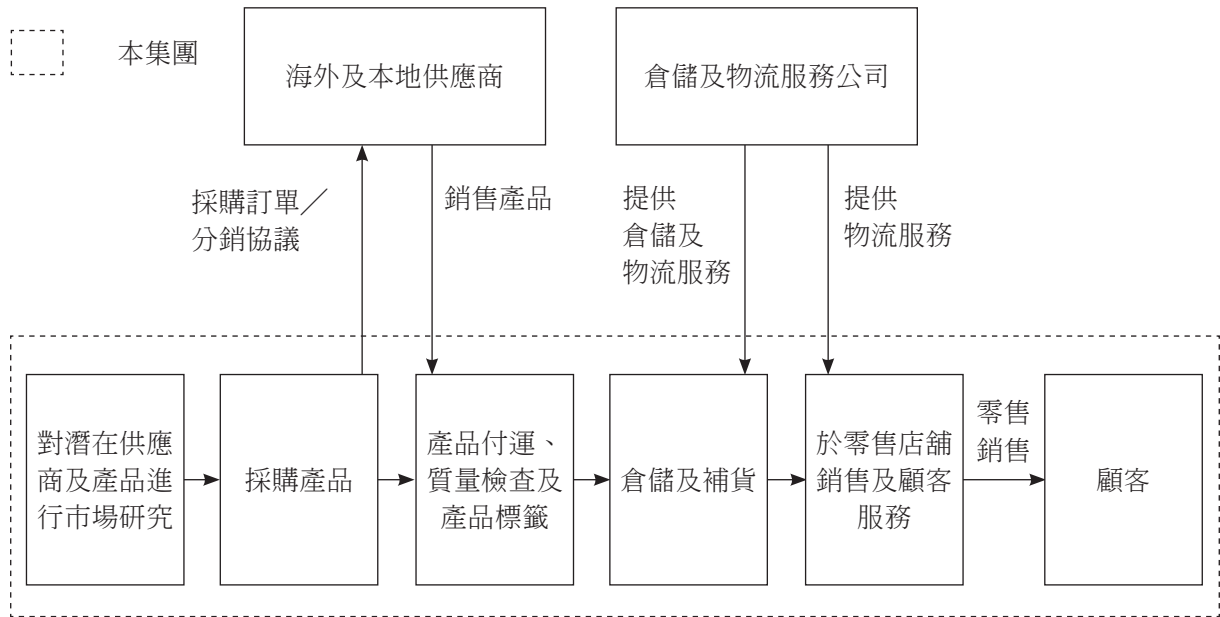 本集團
海外及本地供應商
倉儲及物流服務公司
採購訂單／
分銷協議
銷售產品
提供
倉儲及
物流服務
提供
物流服務
對潛在供應
商及產品進
行市場研究
採購產品
產品付運、
質量檢查及
產品標籤
倉儲及補貨
於零售店舖
銷售及顧客
服務
零售
銷售
顧客